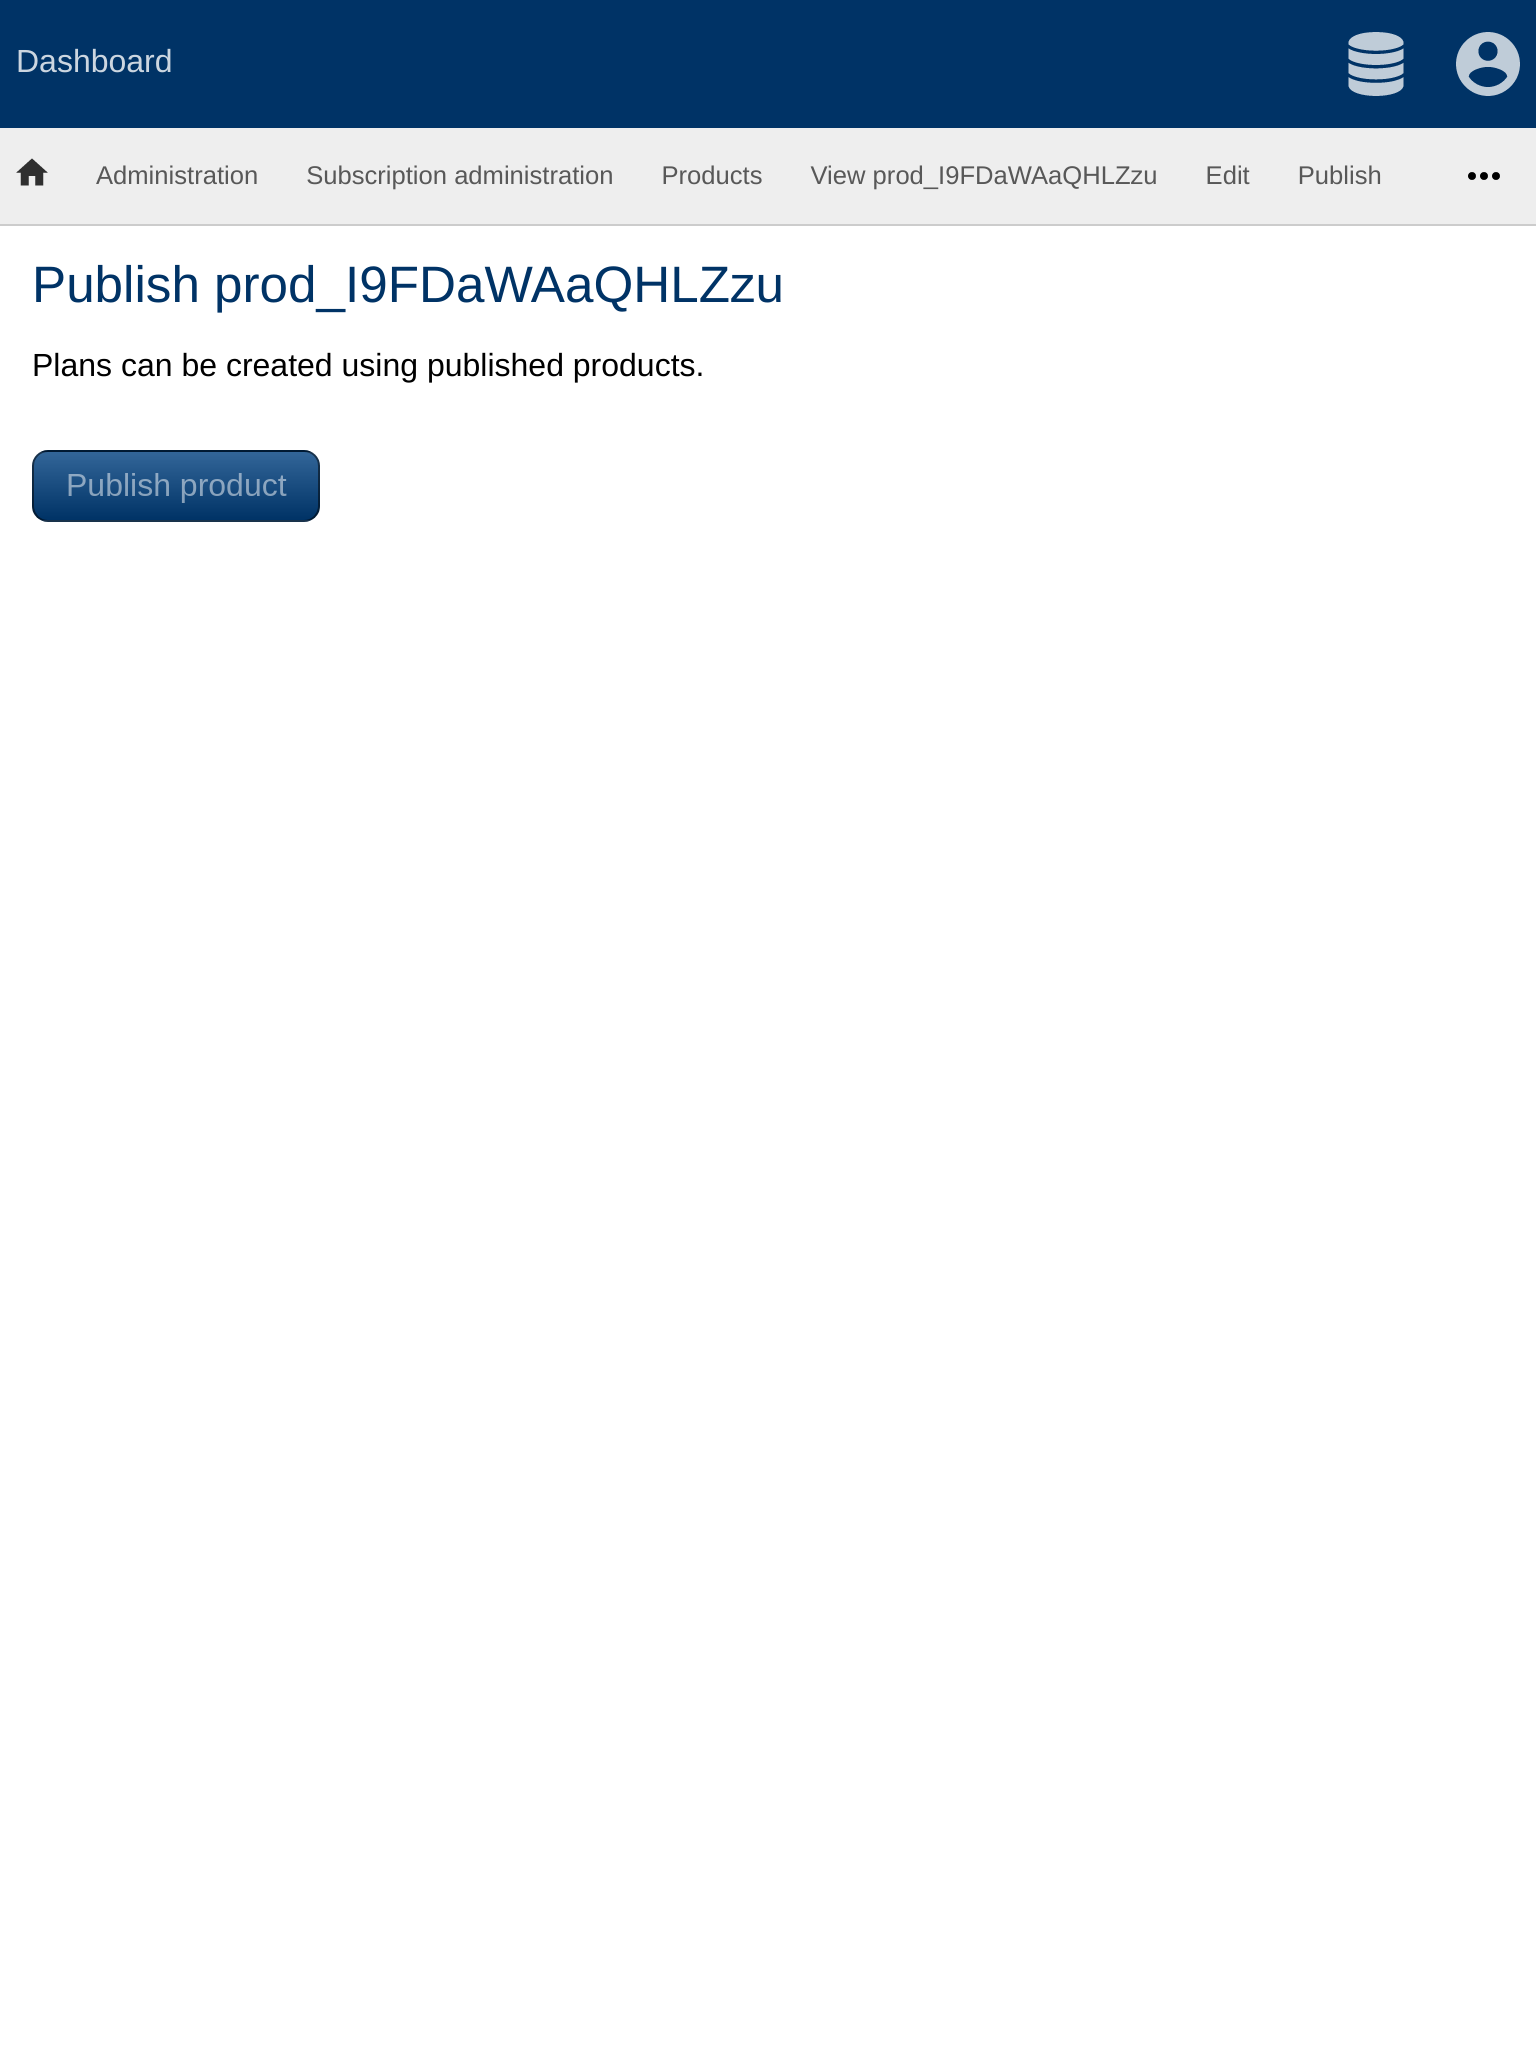 Dashboard
Administration Subscription administration Products View prod_I9FDaWAaQHLZzu Edit Publish
Publish prod_I9FDaWAaQHLZzu
Plans can be created using published products.
Publish product